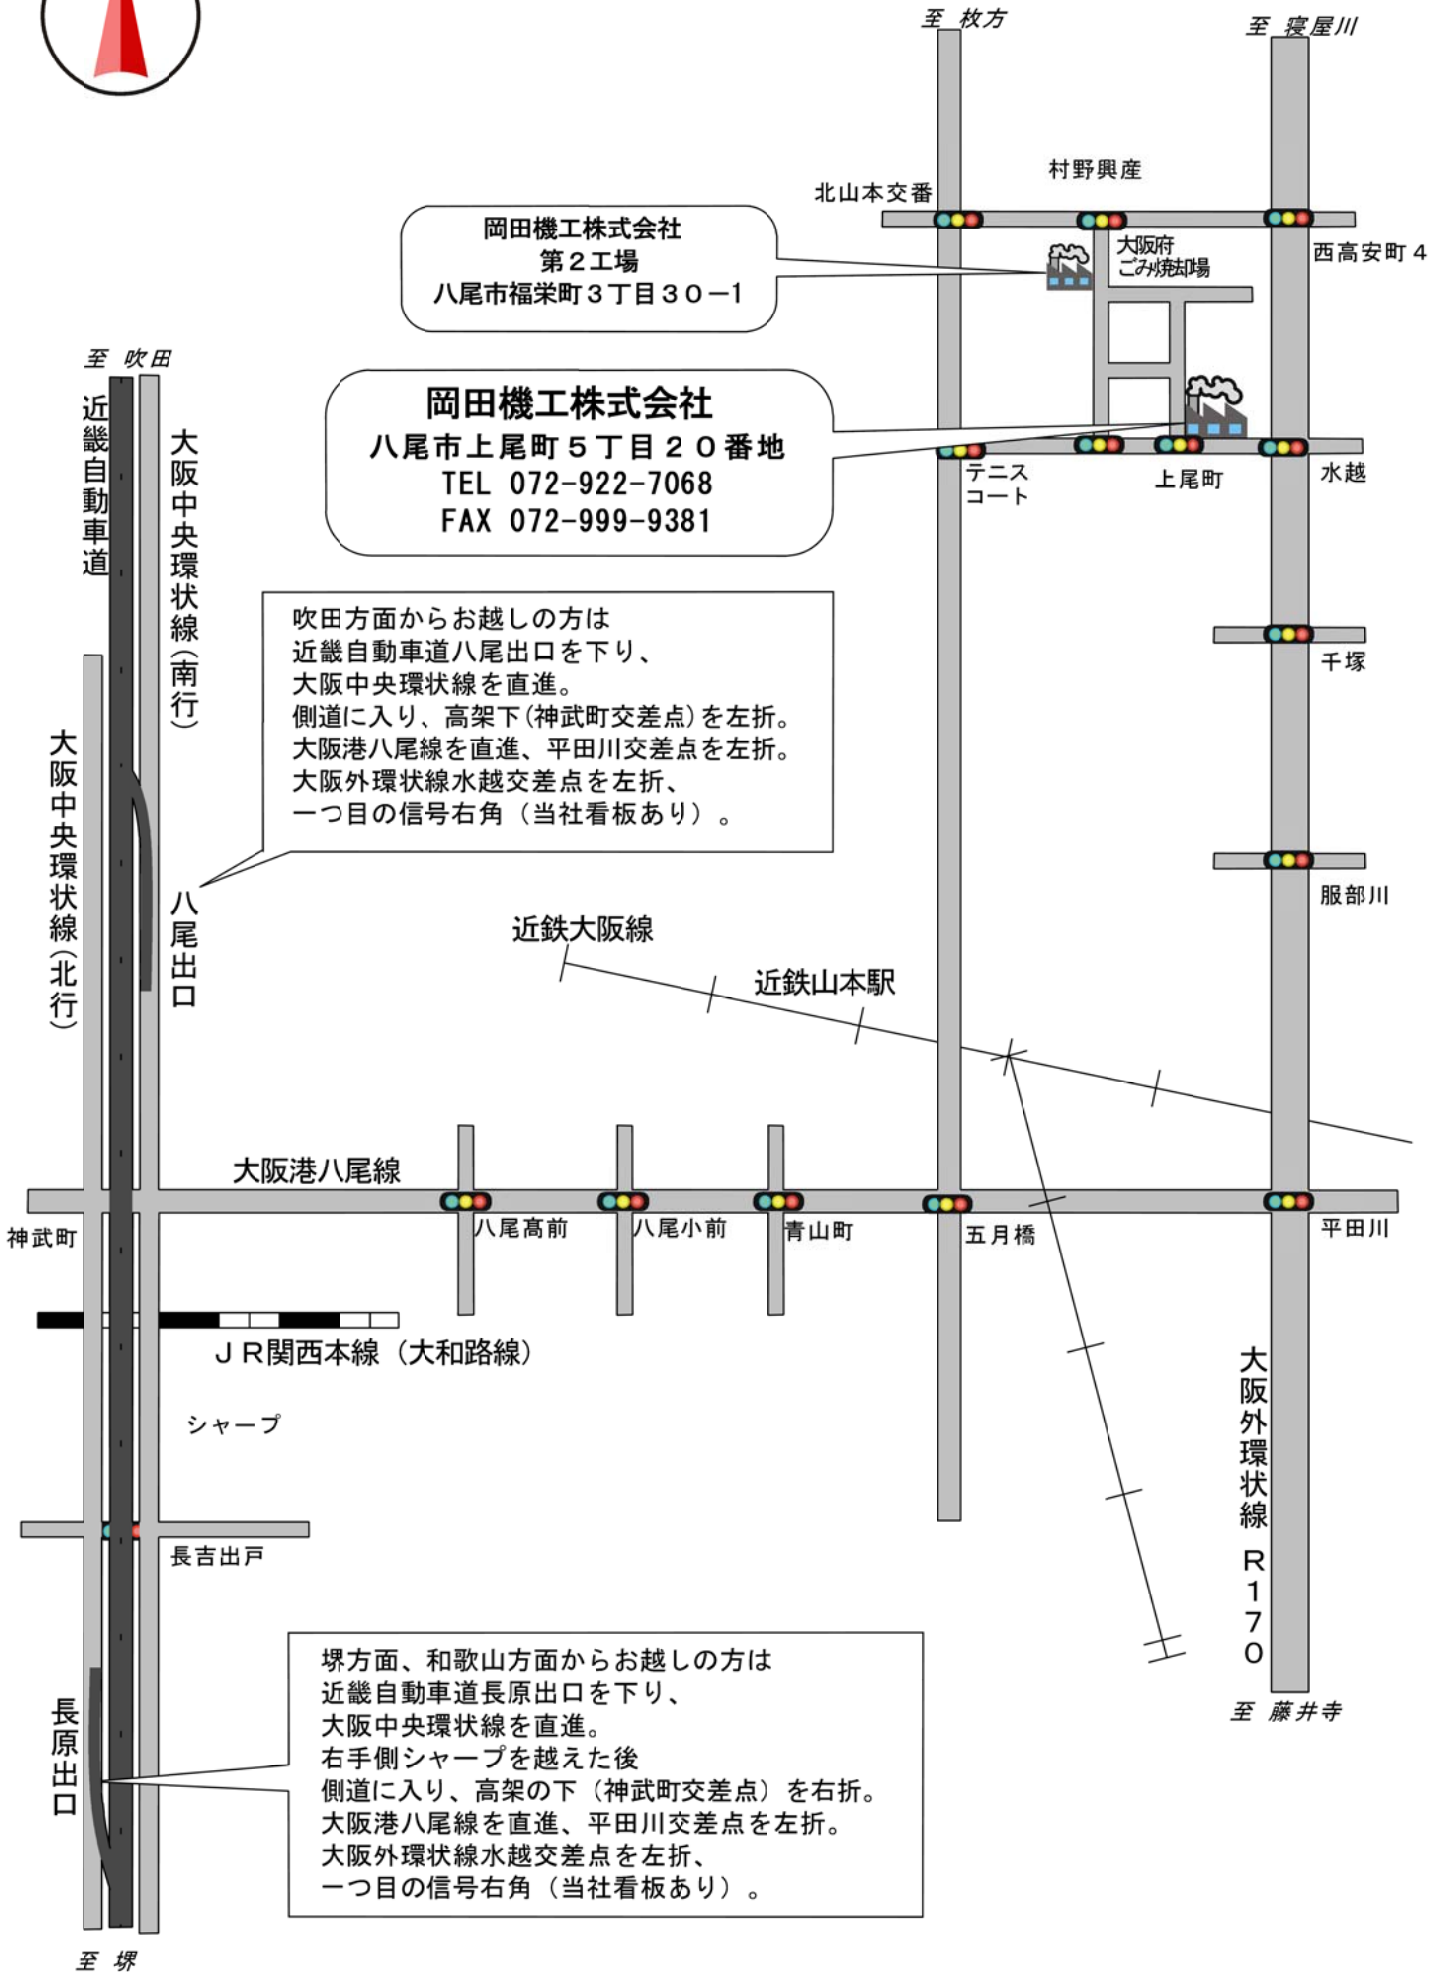 至 枚方
至 寝屋川
村野興産
北山本交番
西高安町４
大阪府
ごみ焼却場
岡田機工株式会社
第２工場
八尾市福栄町３丁目３０－１
至 吹田
近畿自動車道
大阪中央環状線（南行）
岡田機工株式会社
八尾市上尾町５丁目２０番地
TEL 072-922-7068
FAX 072-999-9381
テニス
コート
上尾町
水越
吹田方面からお越しの方は
近畿自動車道八尾出口を下り、
大阪中央環状線を直進。
側道に入り、高架下(神武町交差点)を左折。
大阪港八尾線を直進、平田川交差点を左折。
大阪外環状線水越交差点を左折、
一つ目の信号右角（当社看板あり）。
千塚
大阪中央環状線（北行）
八尾出口
服部川
近鉄大阪線
近鉄山本駅
大阪港八尾線
神武町
八尾髙前
八尾小前
青山町
五月橋
平田川
ＪＲ関西本線（大和路線）
シャープ
長吉出戸
大阪外環状線 Ｒ１７０
至 藤井寺
長原出口
堺方面、和歌山方面からお越しの方は
近畿自動車道長原出口を下り、
大阪中央環状線を直進。
右手側シャープを越えた後
側道に入り、高架の下（神武町交差点）を右折。
大阪港八尾線を直進、平田川交差点を左折。
大阪外環状線水越交差点を左折、
一つ目の信号右角（当社看板あり）。
至 堺